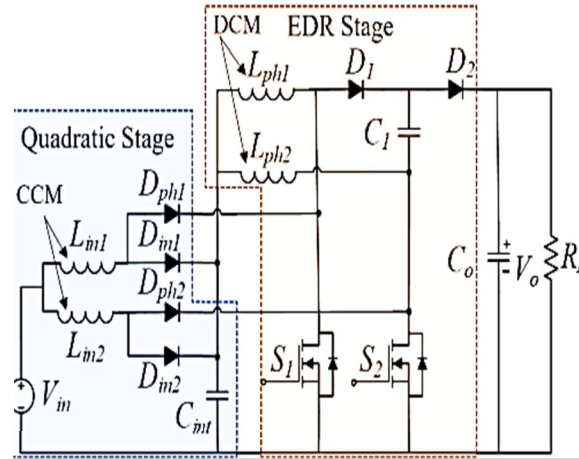 DCM
EDR Stage
Lph1
D1
D2
Quadratic Stage
Lph2
C1
CCM
Dph1
Lin1
Din1
Dph2
Co
+
-
Vo
R
Lin2
Din2
S1
S2
+
-
Vin
Cint